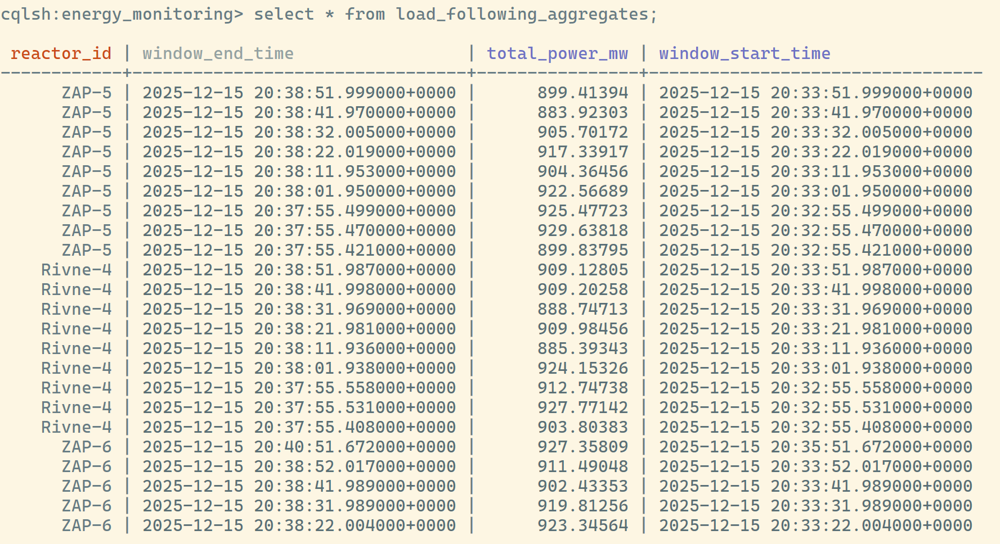 cqlsh:energy_monitoring> select * from load_following_aggregates;
reactor_id | window_end_time | total_power_mw | window_start_time
------------+---------------------------------+----------------+---------------------------------
ZAP-5 | 2025-12-15 20:38:51.999000+0000 | 899.41394 | 2025-12-15 20:33:51.999000+0000
ZAP-5 | 2025-12-15 20:38:41.970000+0000 | 883.92303 | 2025-12-15 20:33:41.970000+0000
ZAP-5 | 2025-12-15 20:38:32.005000+0000 | 905.70172 | 2025-12-15 20:33:32.005000+0000
ZAP-5 | 2025-12-15 20:38:22.019000+0000 | 917.33917 | 2025-12-15 20:33:22.019000+0000
ZAP-5 | 2025-12-15 20:38:11.953000+0000 | 904.36456 | 2025-12-15 20:33:11.953000+0000
ZAP-5 | 2025-12-15 20:38:01.950000+0000 | 922.56689 | 2025-12-15 20:33:01.950000+0000
ZAP-5 | 2025-12-15 20:37:55.499000+0000 | 925.47723 | 2025-12-15 20:32:55.499000+0000
ZAP-5 | 2025-12-15 20:37:55.470000+0000 | 929.63818 | 2025-12-15 20:32:55.470000+0000
ZAP-5 | 2025-12-15 20:37:55.421000+0000 | 899.83795 | 2025-12-15 20:32:55.421000+0000
Rivne-4 | 2025-12-15 20:38:51.987000+0000 | 909.12805 | 2025-12-15 20:33:51.987000+0000
Rivne-4 | 2025-12-15 20:38:41.998000+0000 | 909.20258 | 2025-12-15 20:33:41.998000+0000
Rivne-4 | 2025-12-15 20:38:31.969000+0000 | 888.74713 | 2025-12-15 20:33:31.969000+0000
Rivne-4 | 2025-12-15 20:38:21.981000+0000 | 909.98456 | 2025-12-15 20:33:21.981000+0000
Rivne-4 | 2025-12-15 20:38:11.936000+0000 | 885.39343 | 2025-12-15 20:33:11.936000+0000
Rivne-4 | 2025-12-15 20:38:01.938000+0000 | 924.15326 | 2025-12-15 20:33:01.938000+0000
Rivne-4 | 2025-12-15 20:37:55.558000+0000 | 912.74738 | 2025-12-15 20:32:55.558000+0000
Rivne-4 | 2025-12-15 20:37:55.531000+0000 | 927.77142 | 2025-12-15 20:32:55.531000+0000
Rivne-4 | 2025-12-15 20:37:55.408000+0000 | 903.80383 | 2025-12-15 20:32:55.408000+0000
ZAP-6 | 2025-12-15 20:40:51.672000+0000 | 927.35809 | 2025-12-15 20:35:51.672000+0000
ZAP-6 | 2025-12-15 20:38:52.017000+0000 | 911.49048 | 2025-12-15 20:33:52.017000+0000
ZAP-6 | 2025-12-15 20:38:41.989000+0000 | 902.43353 | 2025-12-15 20:33:41.989000+0000
ZAP-6 | 2025-12-15 20:38:31.989000+0000 | 919.81256 | 2025-12-15 20:33:31.989000+0000
ZAP-6 | 2025-12-15 20:38:22.004000+0000 | 923.34564 | 2025-12-15 20:33:22.004000+0000